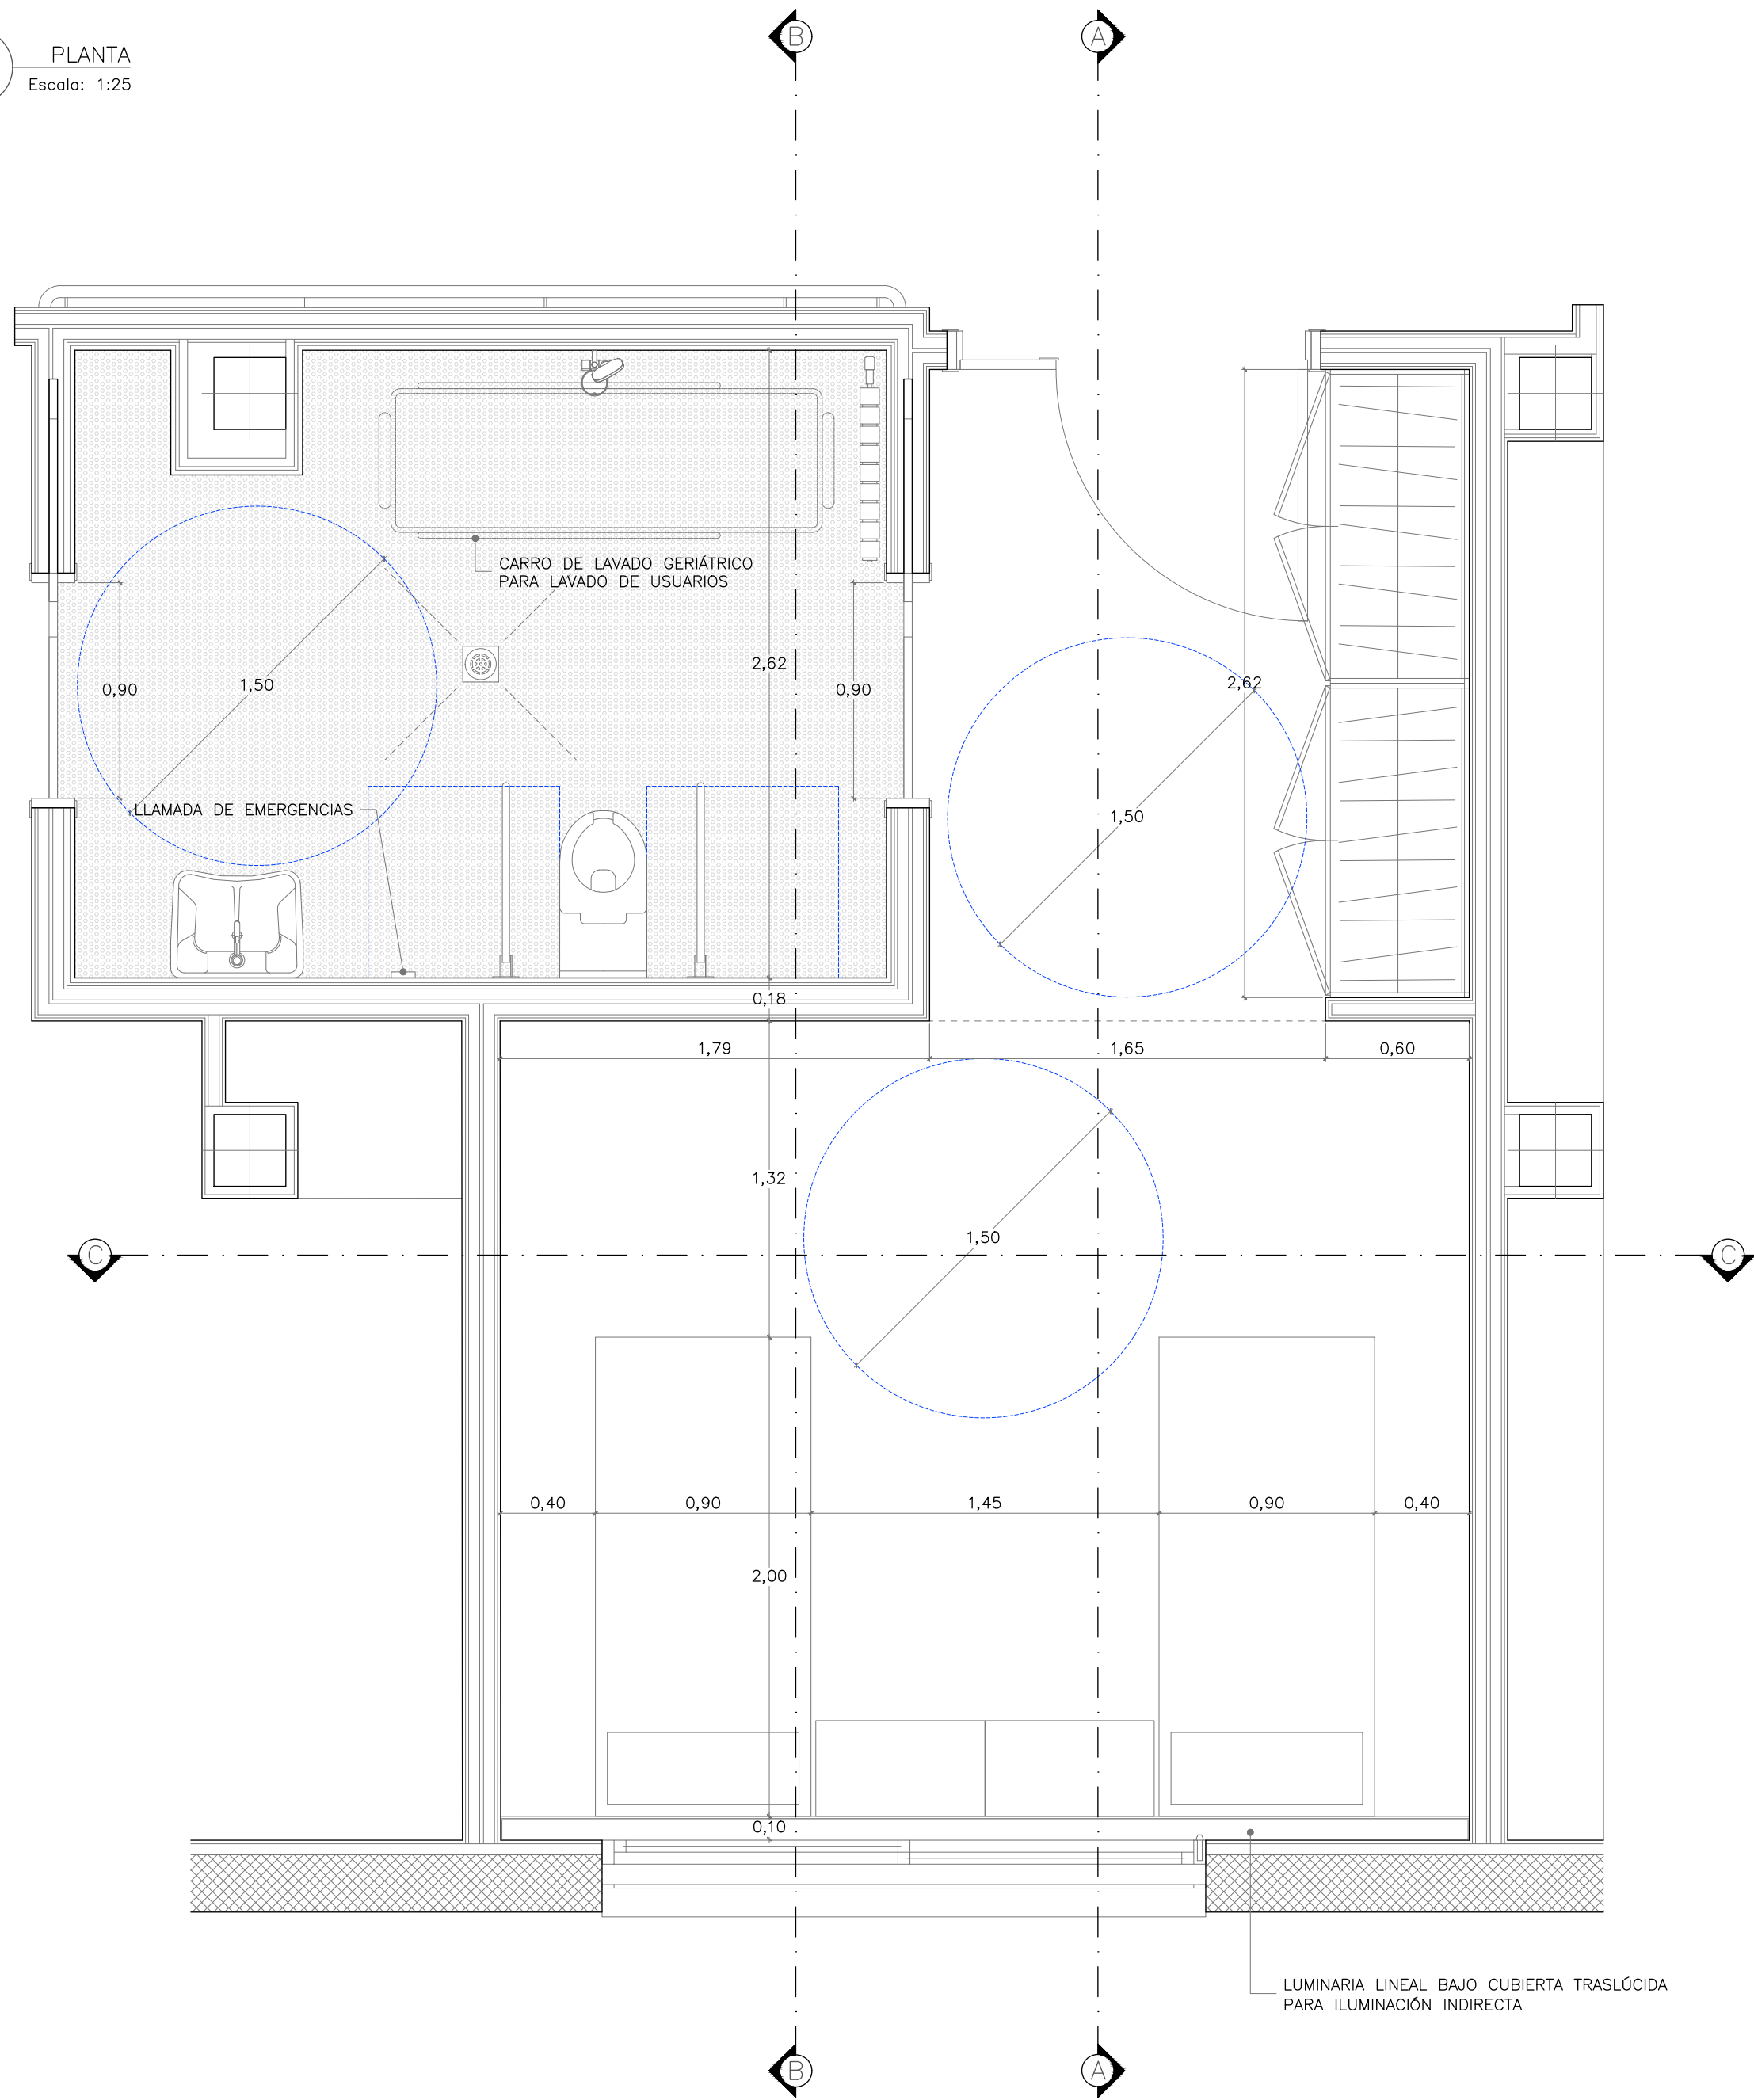 B
A
PLANTA
Escala: 1:25
CARRO DE LAVADO GERIÁTRICO
PARA LAVADO DE USUARIOS
2,62
2,62
0,90
1,50
0,90
LLAMADA DE EMERGENCIAS
1,50
0,18
1,79
1,65
0,60
1,32
1,50
C
C
0,40
0,90
1,45
0,90
0,40
2,00
0,10
LUMINARIA LINEAL BAJO CUBIERTA TRASLÚCIDA
PARA ILUMINACIÓN INDIRECTA
B
A